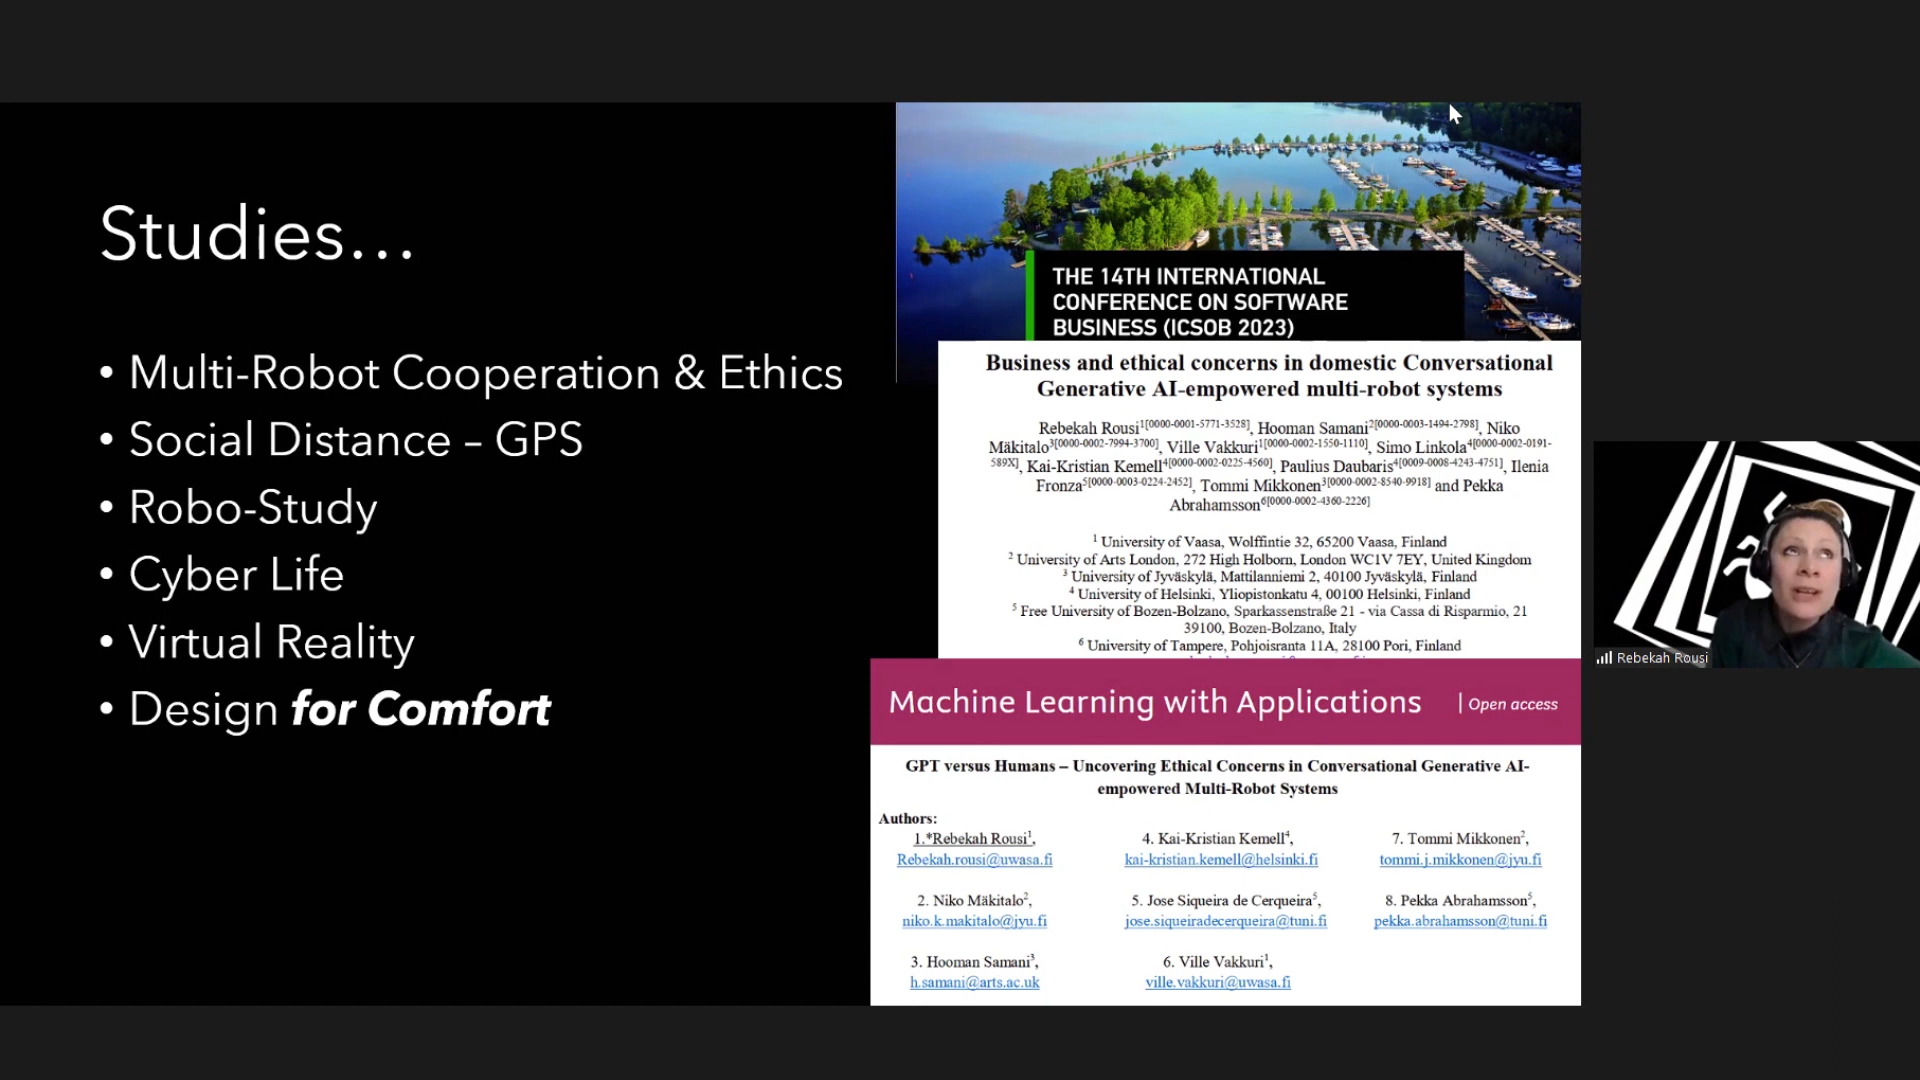 Studies...
• Multi-Robot Cooperation & Ethics
• Social Distance – GPS
• Robo-Study
• Cyber Life
• Virtual Reality
• Design for Comfort
THE 14TH INTERNATIONAL
CONFERENCE ON SOFTWARE
BUSINESS (ICSOB 2023)
Business and ethical concerns in domestic Conversational
Generative AI-empowered multi-robot systems
Rebekah Rousi1[0000-0001-5771-3528], Hooman Samani2[0000-0003-1494-2798], Niko
Mäkitalo3[0000-0002-7994-3700], Ville Vakkuri1[0000-0002-1550-1110], Simo Linkola4[0000-0002-0191-
589X], Kai-Kristian Kemell4[0000-0002-0225-4560], Paulius Daubaris4[0009-0008-4243-4751], Ilenia
Fronza5[0000-0003-0224-2452], Tommi Mikkonen3[0000-0002-8540-9918] and Pekka
Abrahamsson6[0000-0002-4360-2226]
1 University of Vaasa, Wolffintie 32, 65200 Vaasa, Finland
2 University of Arts London, 272 High Holborn, London WC1V 7EY, United Kingdom
3 University of Jyväskylä, Mattilanniemi 2, 40100 Jyväskylä, Finland
4 University of Helsinki, Yliopistonkatu 4, 00100 Helsinki, Finland
5 Free University of Bozen-Bolzano, Sparkassenstraße 21 - via Cassa di Risparmio, 21
39100, Bozen-Bolzano, Italy
6 University of Tampere, Pohjoisranta 11A, 28100 Pori, Finland
Machine Learning with Applications | Open access
GPT versus Humans – Uncovering Ethical Concerns in Conversational Generative AI-
empowered Multi-Robot Systems
Authors:
1.*Rebekah Rousi1, 4. Kai-Kristian Kemell4, 7. Tommi Mikkonen2,
Rebekah.rousi@uwasa.fi kai-kristian.kemell@helsinki.fi tommi.j.mikkonen@jyu.fi
2. Niko Mäkitalo2, 5. Jose Siqueira de Cerqueira5, 8. Pekka Abrahamsson5,
niko.k.makitalo@jyu.fi jose.siqueiradecerqueira@tuni.fi pekka.abrahamsson@tuni.fi
3. Hooman Samani3, 6. Ville Vakkuri1,
h.samani@arts.ac.uk ville.vakkuri@uwasa.fi
Rebekah Rousi